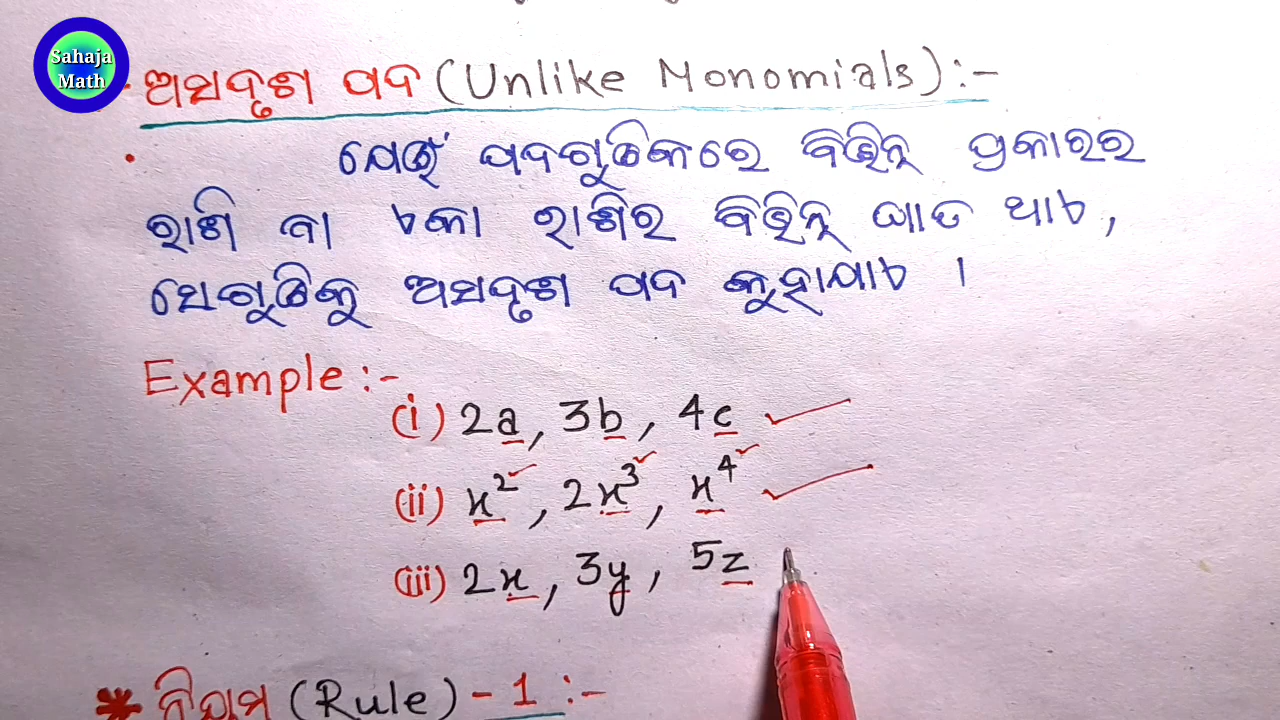 Sahaja
Math
ଅସଦୃଶ ପଦ (Unlike Monomials) :-
ଯେଉଁ ପଦଗୁଡିକରେ ବିଭିନ୍ନ ପ୍ରକାରର
ରାଶି ବା ଏକା ରାଶିର ବିଭିନ୍ନ ଘାତ ଥାଏ,
ସେଗୁଡିକୁ ଅସଦୃଶ ପଦ କୁହାଯାଏ ।
Example :-
(i) 2a, 3b, 4c
(ii) x², 2x³, x⁴
(iii) 2x, 3y, 5z
ନିୟମ (Rule) - 1 :-